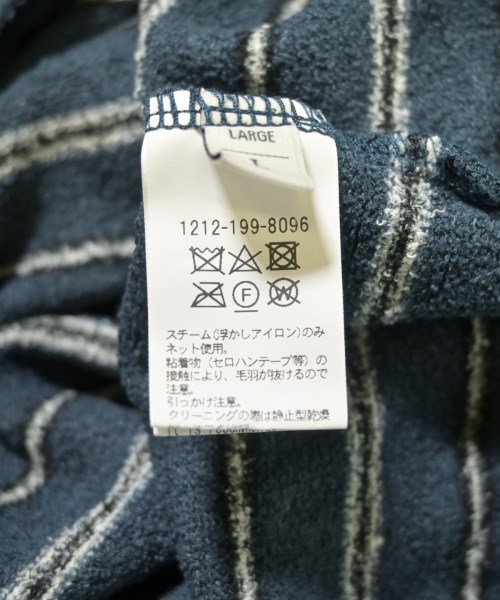 LARGE
1212-199-8096
F
W
スチーム(浮かしアイロン)のみ
ネット使用。
粘着物(セロハンテープ等)の
接触により、毛羽が抜けるので
注意。
引っかけ注意。
クリーニングの際は静止型乾燥